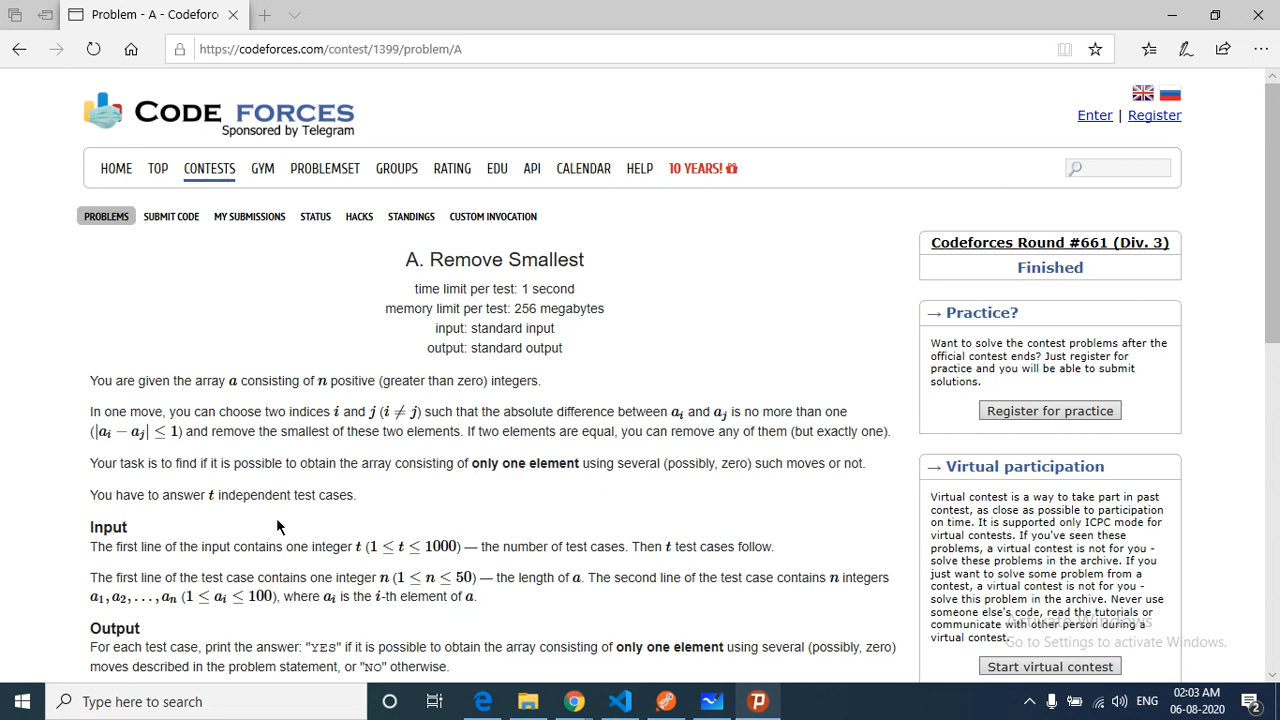 Problem - A - Codeforc
https://codeforces.com/contest/1399/problem/A
CODE FORCES
Sponsored by Telegram
Enter | Register
HOME TOP CONTESTS GYM PROBLEMSET GROUPS RATING EDU API CALENDAR HELP 10 YEARS!
PROBLEMS SUBMIT CODE MY SUBMISSIONS STATUS HACKS STANDINGS CUSTOM INVOCATION
A. Remove Smallest
time limit per test: 1 second
memory limit per test: 256 megabytes
input: standard input
output: standard output
You are given the array a consisting of n positive (greater than zero) integers.
In one move, you can choose two indices i and j (i ≠ j) such that the absolute difference between ai and aj is no more than one
(|ai − aj| ≤ 1) and remove the smallest of these two elements. If two elements are equal, you can remove any of them (but exactly one).
Your task is to find if it is possible to obtain the array consisting of only one element using several (possibly, zero) such moves or not.
You have to answer t independent test cases.
Input
The first line of the input contains one integer t (1 ≤ t ≤ 1000) — the number of test cases. Then t test cases follow.
The first line of the test case contains one integer n (1 ≤ n ≤ 50) — the length of a. The second line of the test case contains n integers
a1, a2, …, an (1 ≤ ai ≤ 100), where ai is the i-th element of a.
Output
For each test case, print the answer: "YES" if it is possible to obtain the array consisting of only one element using several (possibly, zero)
moves described in the problem statement, or "NO" otherwise.
Codeforces Round #661 (Div. 3)
Finished
→ Practice?
Want to solve the contest problems after the
official contest ends? Just register for
practice and you will be able to submit
solutions.
Register for practice
→ Virtual participation
Virtual contest is a way to take part in past
contest, as close as possible to participation
on time. It is supported only ICPC mode for
virtual contests. If you've seen these
problems, a virtual contest is not for you -
solve these problems in the archive. If you
just want to solve some problem from a
contest, a virtual contest is not for you -
solve this problem in the archive. Never use
someone else's code, read the tutorials or
communicate with other person during a
virtual contest.
Start virtual contest
Activate Windows
Go to Settings to activate Windows.
Type here to search
ENG
02:03 AM
06-08-2020
2